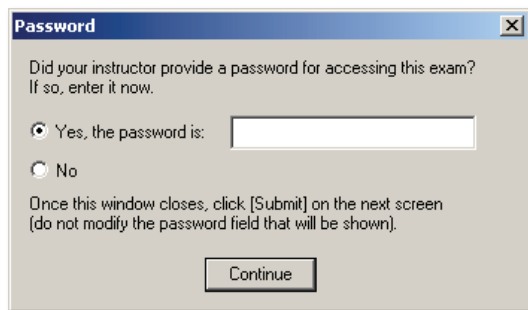 Password
Did your instructor provide a password for accessing this exam?
If so, enter it now.
Yes, the password is:
No
Once this window closes, click [Submit] on the next screen
(do not modify the password field that will be shown).
Continue